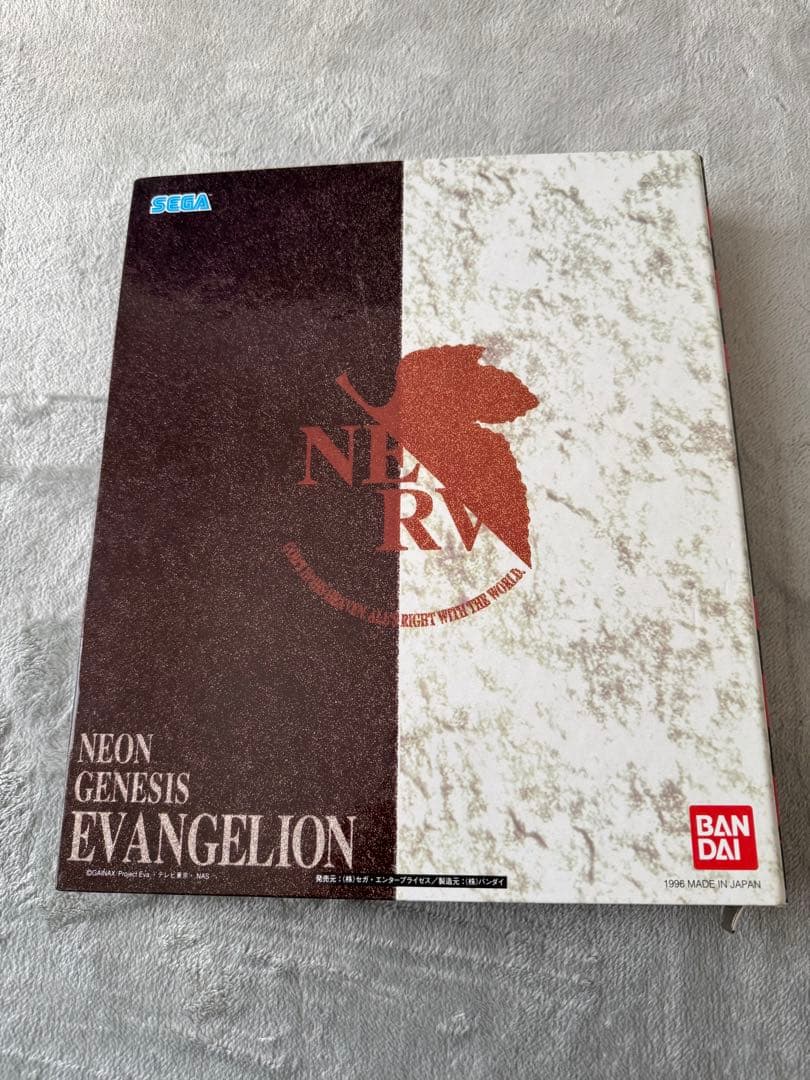 SEGA
NERV
GOD'S IN HIS HEAVEN. ALL'S RIGHT WITH THE WORLD.
NEON
GENESIS
EVANGELION
©GAINAX/Project Eva.・テレビ東京・NAS
発売元:(株)セガ・エンタープライゼス/製造元:(株)バンダイ
BAN
DAI
1996 MADE IN JAPAN